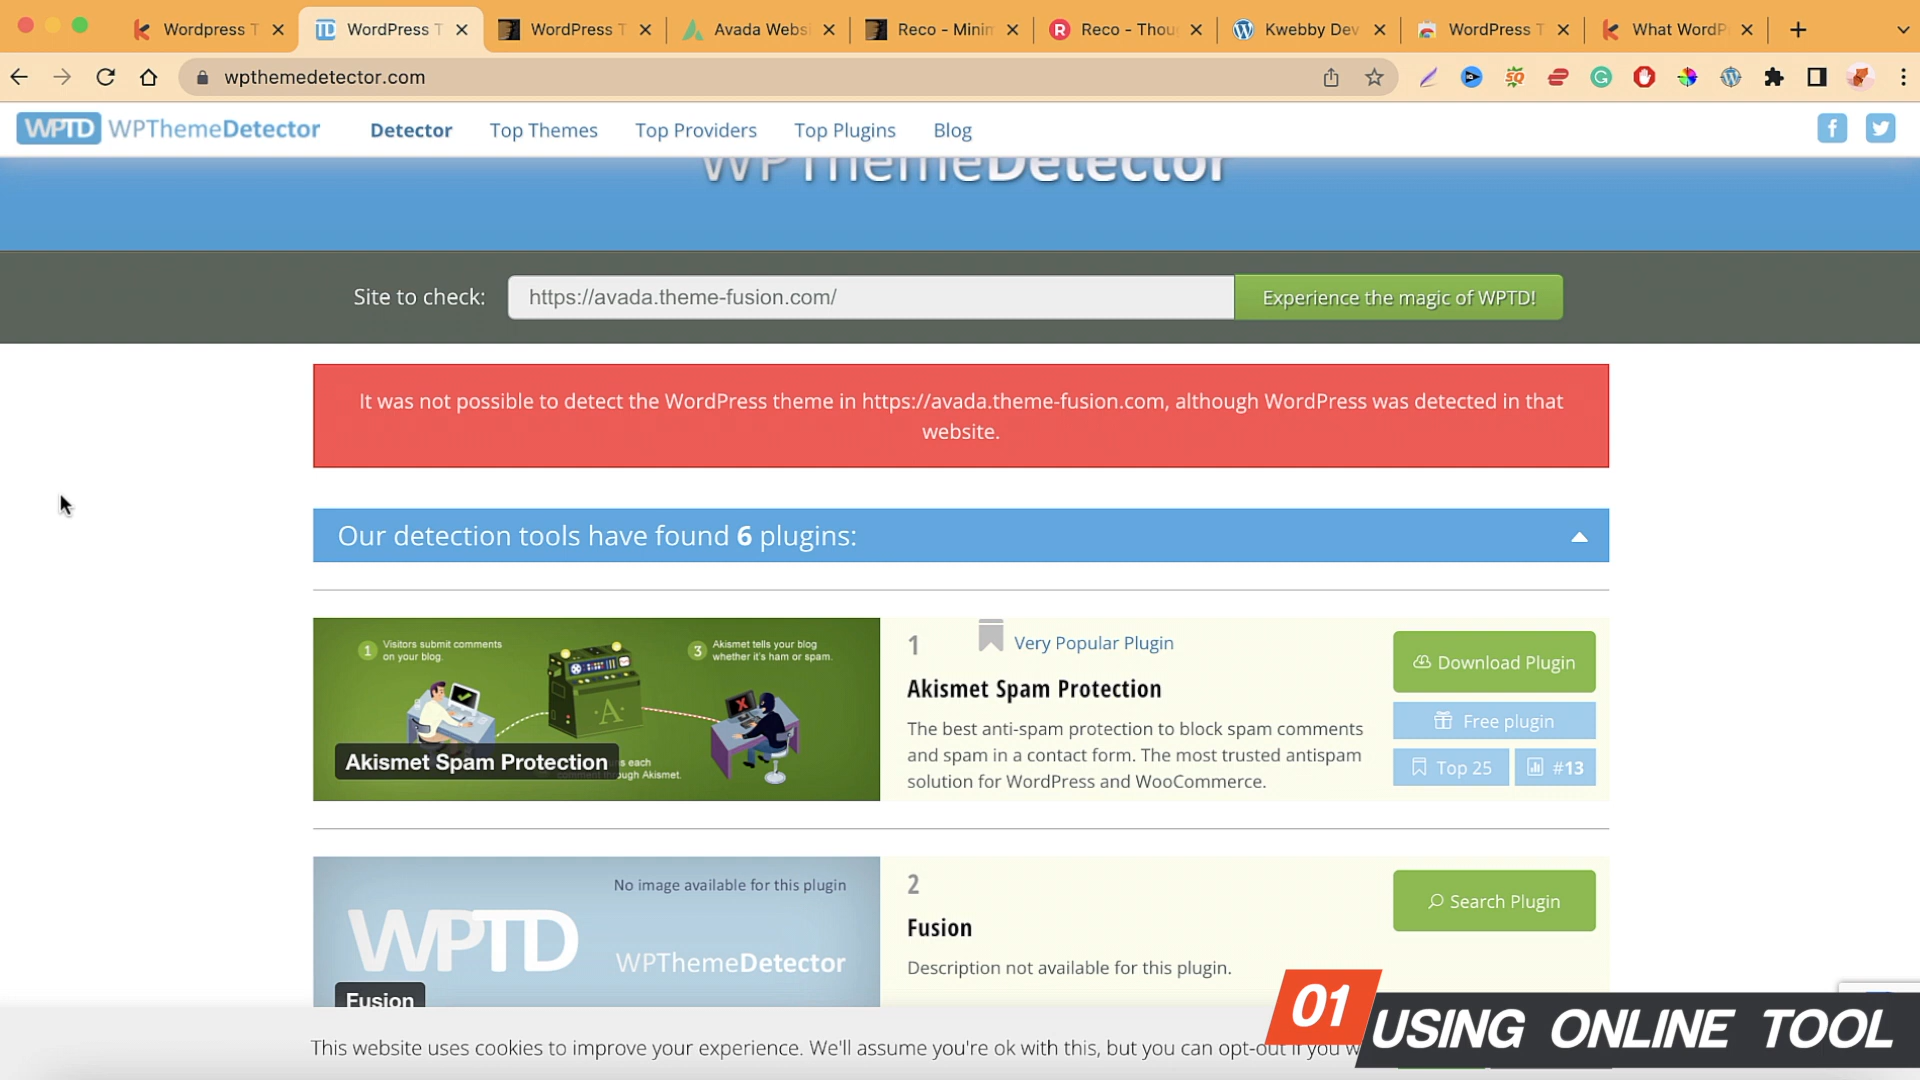 Wordpress T
WordPress T
WordPress T
Avada Websi
Reco - Minim
Reco - Thou
Kwebby Dev
WordPress T
What WordP
wpthemedetector.com
WPTD WPThemeDetector
Detector
Top Themes
Top Providers
Top Plugins
Blog
WPThemeDetector
Site to check:
https://avada.theme-fusion.com/
Experience the magic of WPTD!
It was not possible to detect the WordPress theme in https://avada.theme-fusion.com, although WordPress was detected in that
website.
Our detection tools have found 6 plugins:
1 Visitors submit comments
on your blog.
3 Akismet tells your blog
whether it's ham or spam.
A
s each
through Akismet.
Akismet Spam Protection
1
Very Popular Plugin
Akismet Spam Protection
The best anti-spam protection to block spam comments
and spam in a contact form. The most trusted antispam
solution for WordPress and WooCommerce.
Download Plugin
Free plugin
Top 25
#13
No image available for this plugin
WPTD
WPThemeDetector
Fusion
2
Fusion
Description not available for this plugin.
Search Plugin
This website uses cookies to improve your experience. We'll assume you're ok with this, but you can opt-out if you w
01
USING ONLINE TOOL